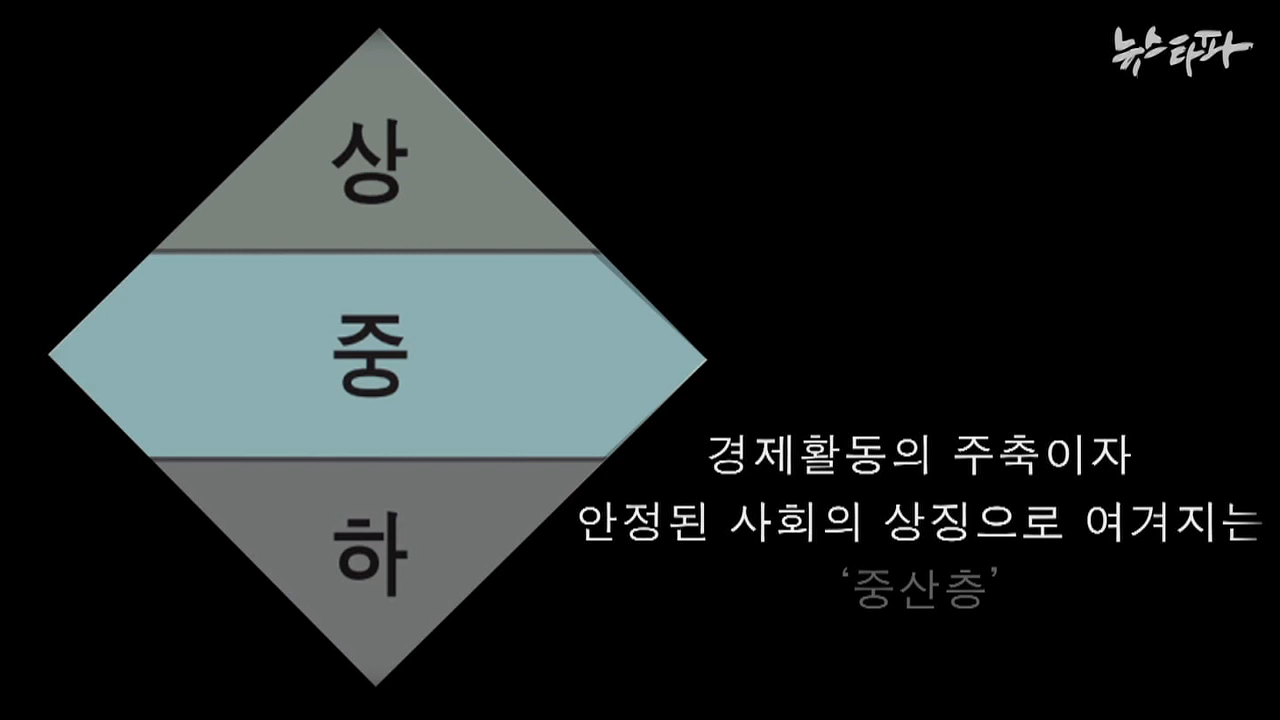 뉴스타파
상
중
하
경제활동의 주축이자
안정된 사회의 상징으로 여겨지는
‘중산층’